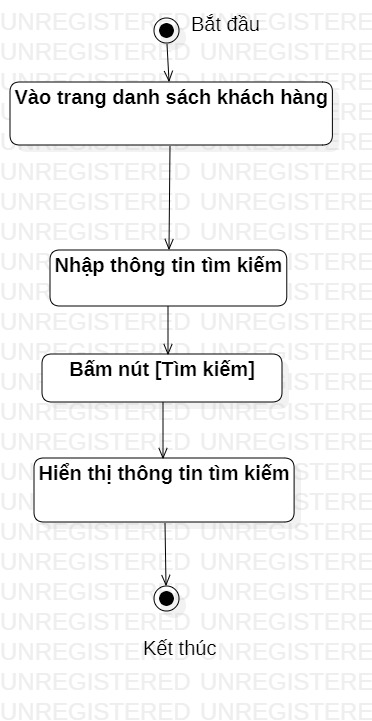 Bắt đầu
Vào trang danh sách khách hàng
Nhập thông tin tìm kiếm
Bấm nút [Tìm kiếm]
Hiển thị thông tin tìm kiếm
Kết thúc
UNREGISTERED